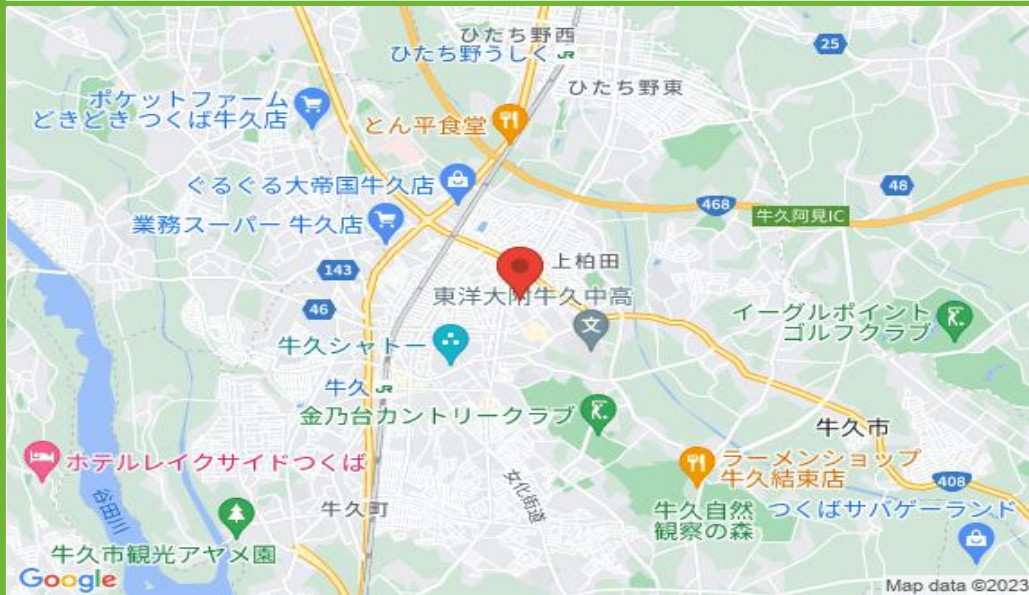 ひたち野西
ひたち野うしく JR
25
ひたち野東
ポケットファーム
どきどき つくば牛久店
とん平食堂
ぐるぐる大帝国牛久店
48
468
牛久阿見IC
業務スーパー 牛久店
143
上柏田
46
東洋大附牛久中高
文
イーグルポイント
ゴルフクラブ
牛久シャトー
牛久 JR
金乃台カントリークラブ
牛久市
ホテルレイクサイドつくば
ラーメンショップ
牛久結束店
408
谷田川
女化街道
牛久町
牛久自然
観察の森
つくばサバゲーランド
牛久市観光アヤメ園
Google
Map data ©2023